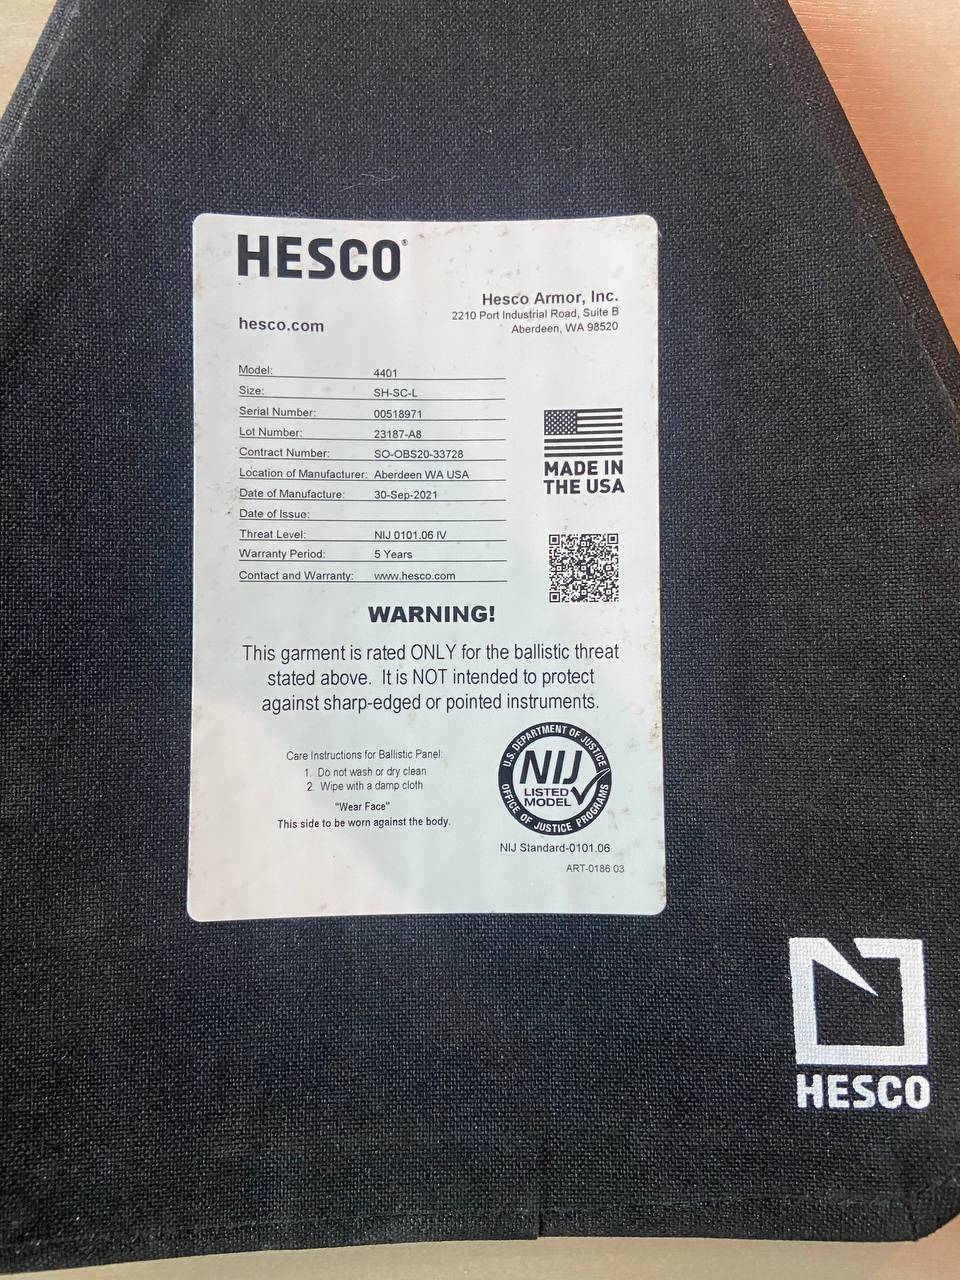 HESCO®
Hesco Armor, Inc.
2210 Port Industrial Road, Suite B
Aberdeen, WA 98520
hesco.com
Model: 4401
Size: SH-SC-L
Serial Number: 00518971
Lot Number: 23187-A8
Contract Number: SO-OBS20-33728
Location of Manufacturer: Aberdeen WA USA
Date of Manufacture: 30-Sep-2021
Date of Issue:
Threat Level: NIJ 0101.06 IV
Warranty Period: 5 Years
Contact and Warranty: www.hesco.com
MADE IN
THE USA
WARNING!
This garment is rated ONLY for the ballistic threat
stated above. It is NOT intended to protect
against sharp-edged or pointed instruments.
Care Instructions for Ballistic Panel:
1. Do not wash or dry clean
2. Wipe with a damp cloth
"Wear Face"
This side to be worn against the body.
U.S. DEPARTMENT OF JUSTICE
NIJ
LISTED
MODEL
OFFICE OF JUSTICE PROGRAMS
NIJ Standard-0101.06
ART-0186 03
HESCO